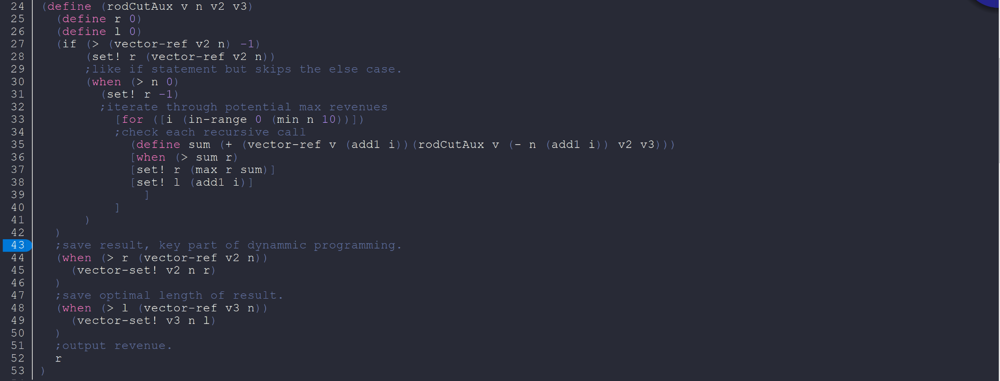 24 (define (rodCutAux v n v2 v3)
25   (define r 0)
26   (define l 0)
27   (if (> (vector-ref v2 n) -1)
28       (set! r (vector-ref v2 n))
29       ;like if statement but skips the else case.
30       (when (> n 0)
31         (set! r -1)
32         ;iterate through potential max revenues
33           [for ([i (in-range 0 (min n 10))])
34           ;check each recursive call
35             (define sum (+ (vector-ref v (add1 i))(rodCutAux v (- n (add1 i)) v2 v3)))
36             [when (> sum r)
37             [set! r (max r sum)]
38             [set! l (add1 i)]
39               ]
40           ]
41       )
42   )
43   ;save result, key part of dynammic programming.
44   (when (> r (vector-ref v2 n))
45     (vector-set! v2 n r)
46   )
47   ;save optimal length of result.
48   (when (> l (vector-ref v3 n))
49     (vector-set! v3 n l)
50   )
51   ;output revenue.
52   r
53 )